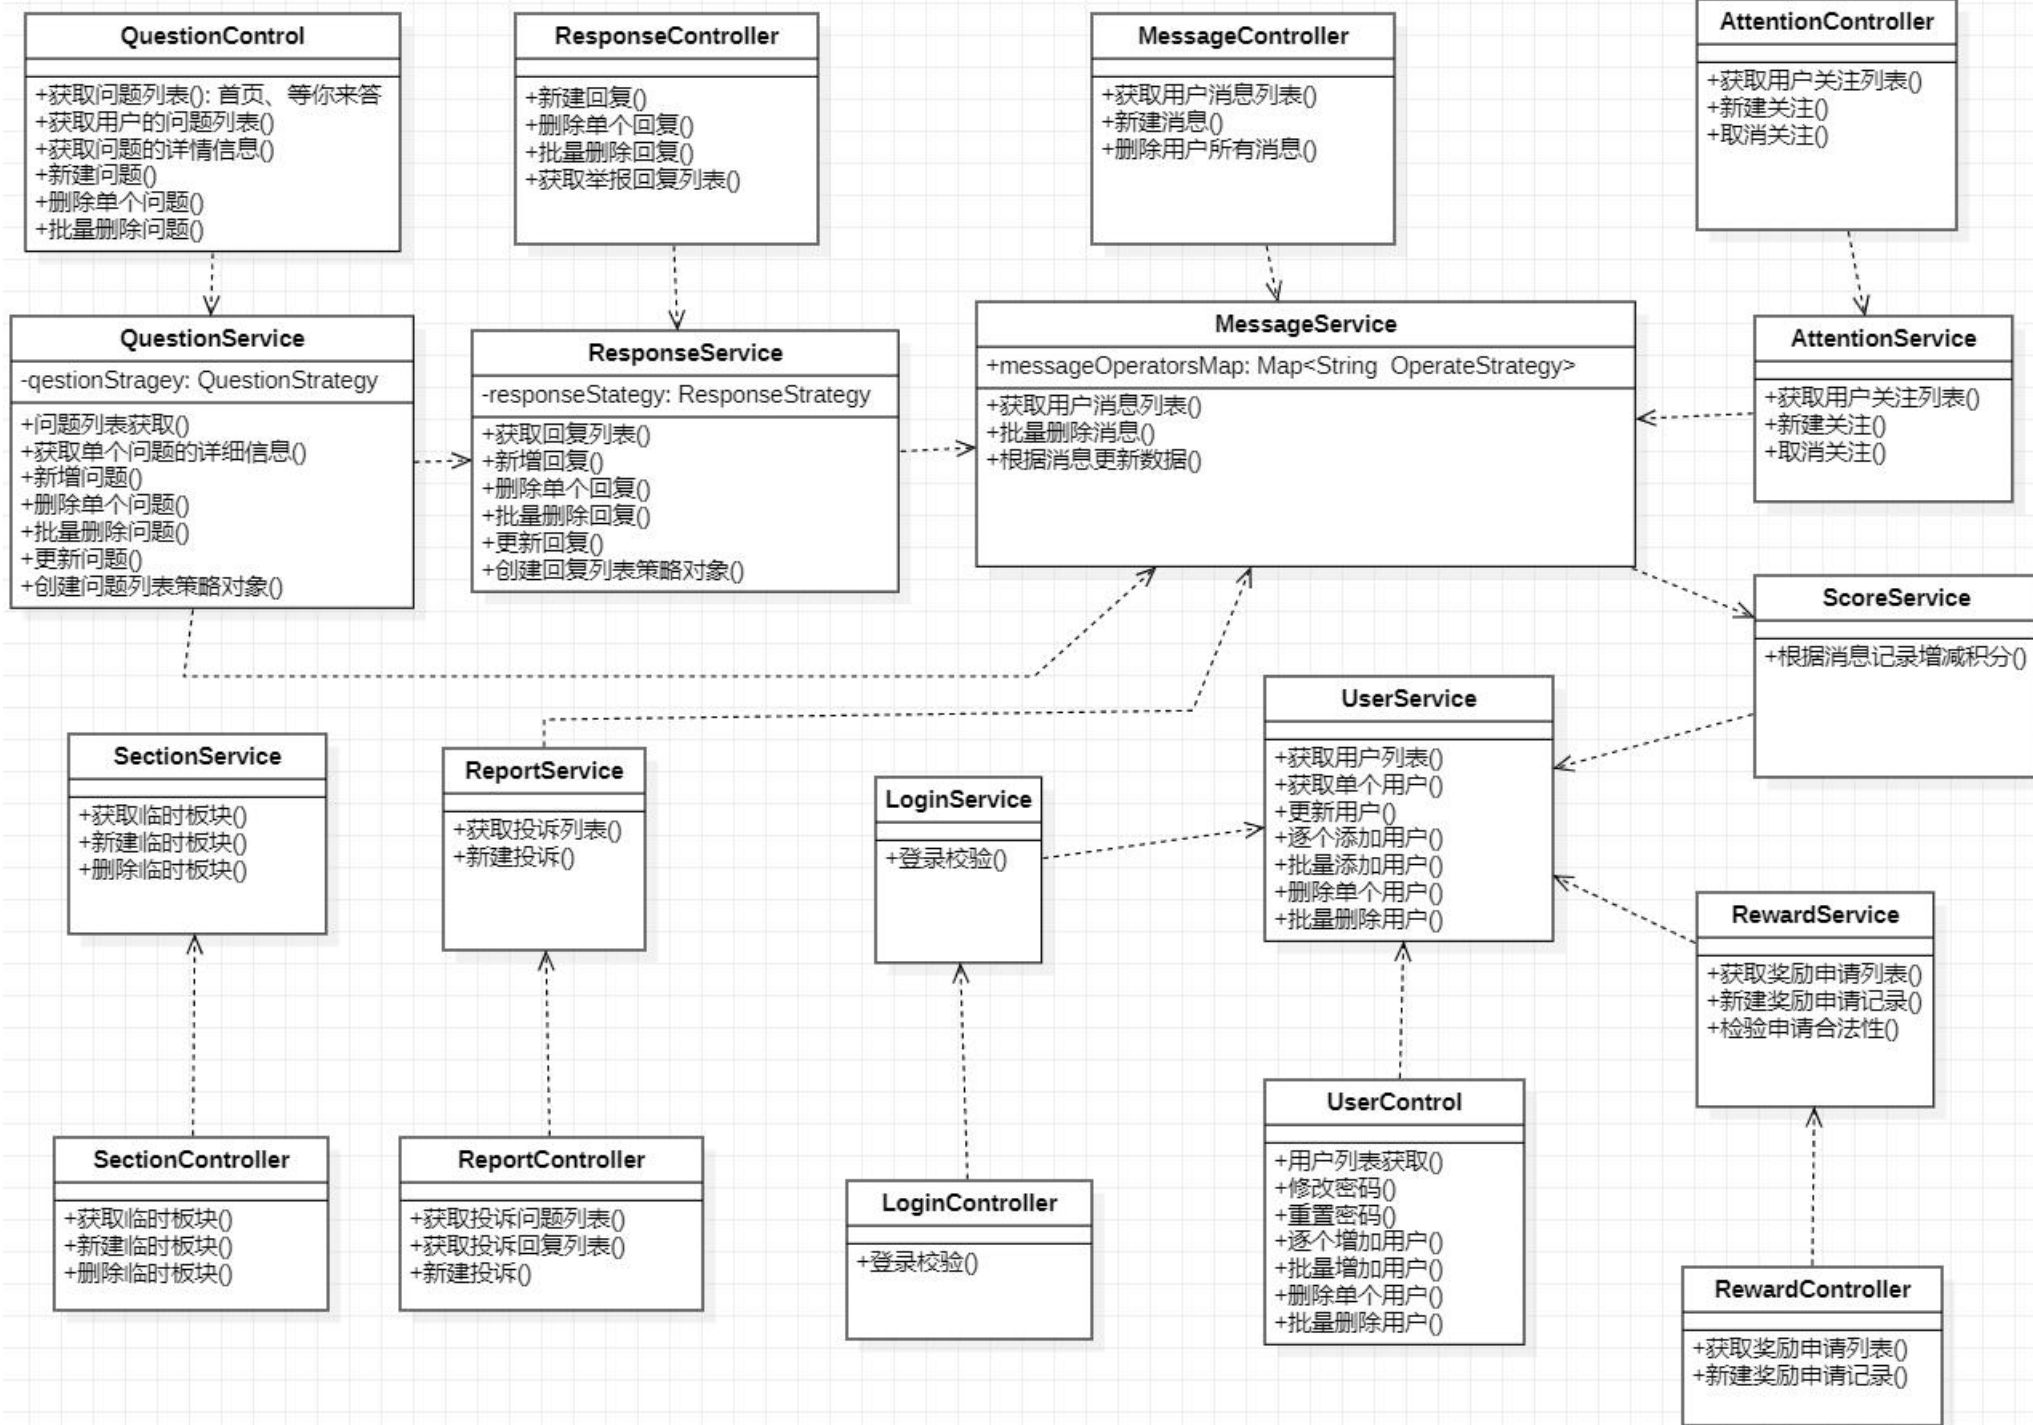 QuestionControl
+获取问题列表(): 首页、等你来答
+获取用户的问题列表()
+获取问题的详情信息()
+新建问题()
+删除单个问题()
+批量删除问题()
ResponseController
+新建回复()
+删除单个回复()
+批量删除回复()
+获取举报回复列表()
MessageController
+获取用户消息列表()
+新建消息()
+删除用户所有消息()
AttentionController
+获取用户关注列表()
+新建关注()
+取消关注()
QuestionService
-qestionStragey: QuestionStrategy
+问题列表获取()
+获取单个问题的详细信息()
+新增问题()
+删除单个问题()
+批量删除问题()
+更新问题()
+创建问题列表策略对象()
ResponseService
-responseStategy: ResponseStrategy
+获取回复列表()
+新增回复()
+删除单个回复()
+批量删除回复()
+更新回复()
+创建回复列表策略对象()
MessageService
+messageOperatorsMap: Map<String  OperateStrategy>
+获取用户消息列表()
+批量删除消息()
+根据消息更新数据()
AttentionService
+获取用户关注列表()
+新建关注()
+取消关注()
ScoreService
+根据消息记录增减积分()
SectionService
+获取临时板块()
+新建临时板块()
+删除临时板块()
ReportService
+获取投诉列表()
+新建投诉()
LoginService
+登录校验()
UserService
+获取用户列表()
+获取单个用户()
+更新用户()
+逐个添加用户()
+批量添加用户()
+删除单个用户()
+批量删除用户()
RewardService
+获取奖励申请列表()
+新建奖励申请记录()
+检验申请合法性()
SectionController
+获取临时板块()
+新建临时板块()
+删除临时板块()
ReportController
+获取投诉问题列表()
+获取投诉回复列表()
+新建投诉()
LoginController
+登录校验()
UserControl
+用户列表获取()
+修改密码()
+重置密码()
+逐个增加用户()
+批量增加用户()
+删除单个用户()
+批量删除用户()
RewardController
+获取奖励申请列表()
+新建奖励申请记录()